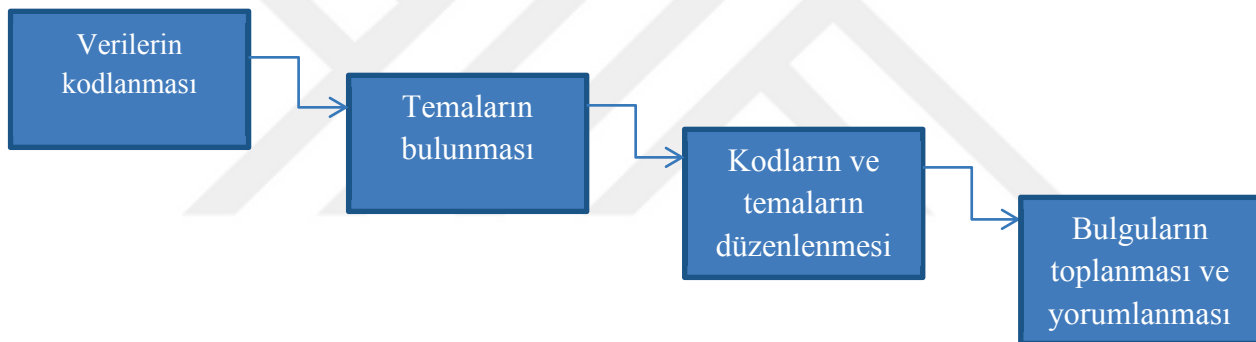 Verilerin
kodlanması
Temaların
bulunması
Kodların ve
temaların
düzenlenmesi
Bulguların
toplanması ve
yorumlanması